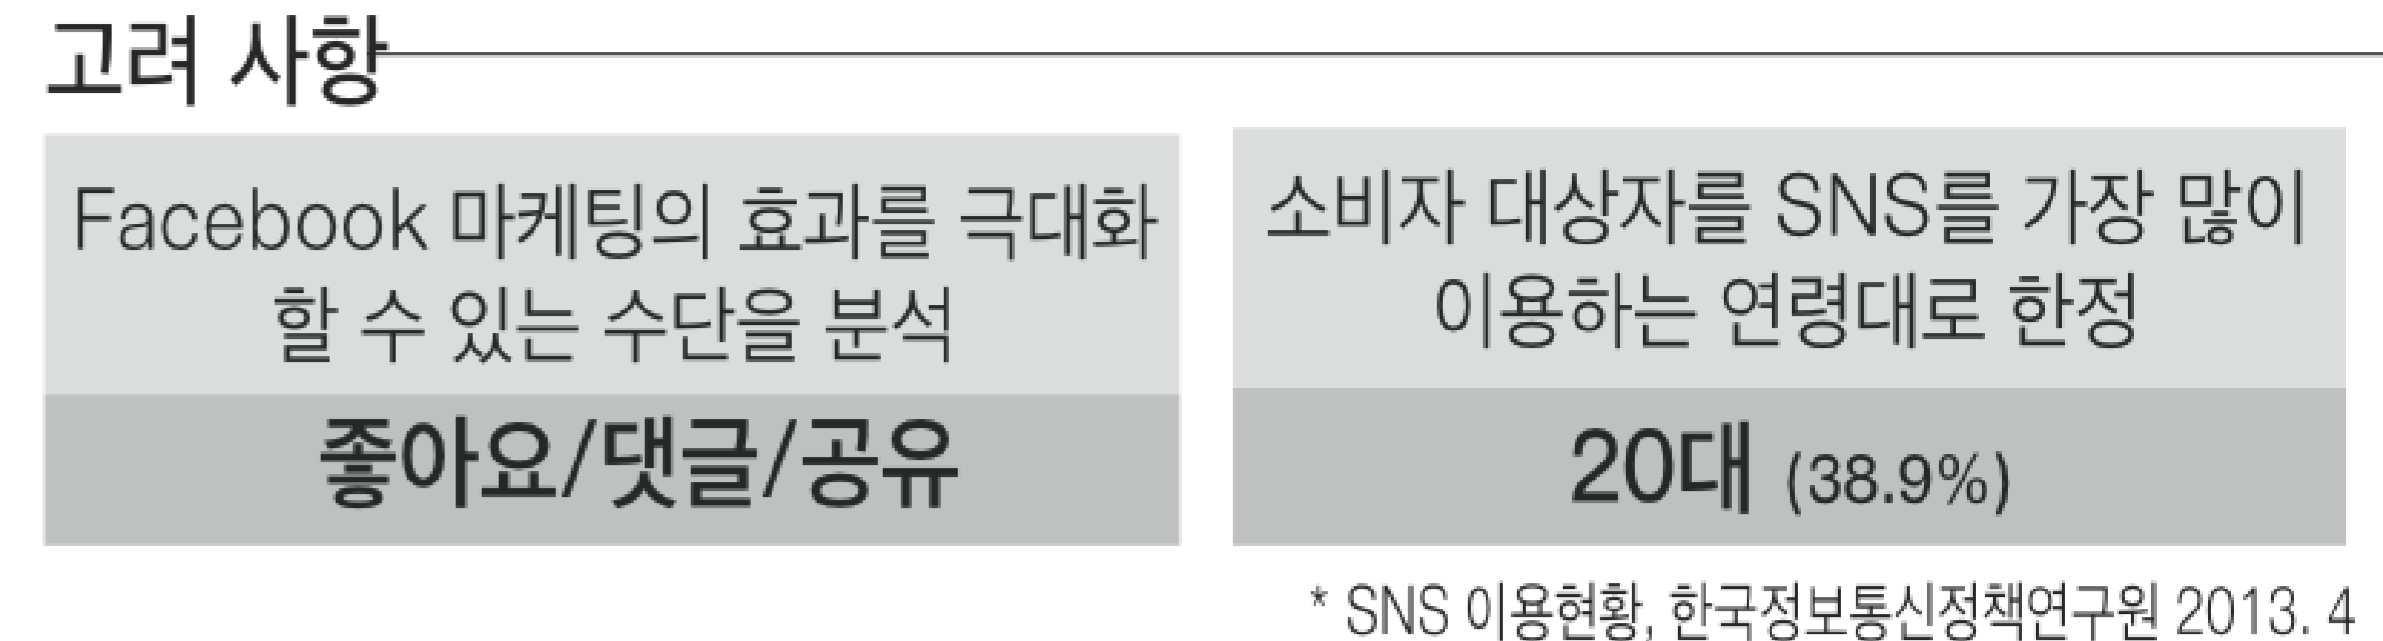 고려 사항
Facebook 마케팅의 효과를 극대화
할 수 있는 수단을 분석
좋아요/댓글/공유
소비자 대상자를 SNS를 가장 많이
이용하는 연령대로 한정
20대 (38.9%)
* SNS 이용현황, 한국정보통신정책연구원 2013. 4